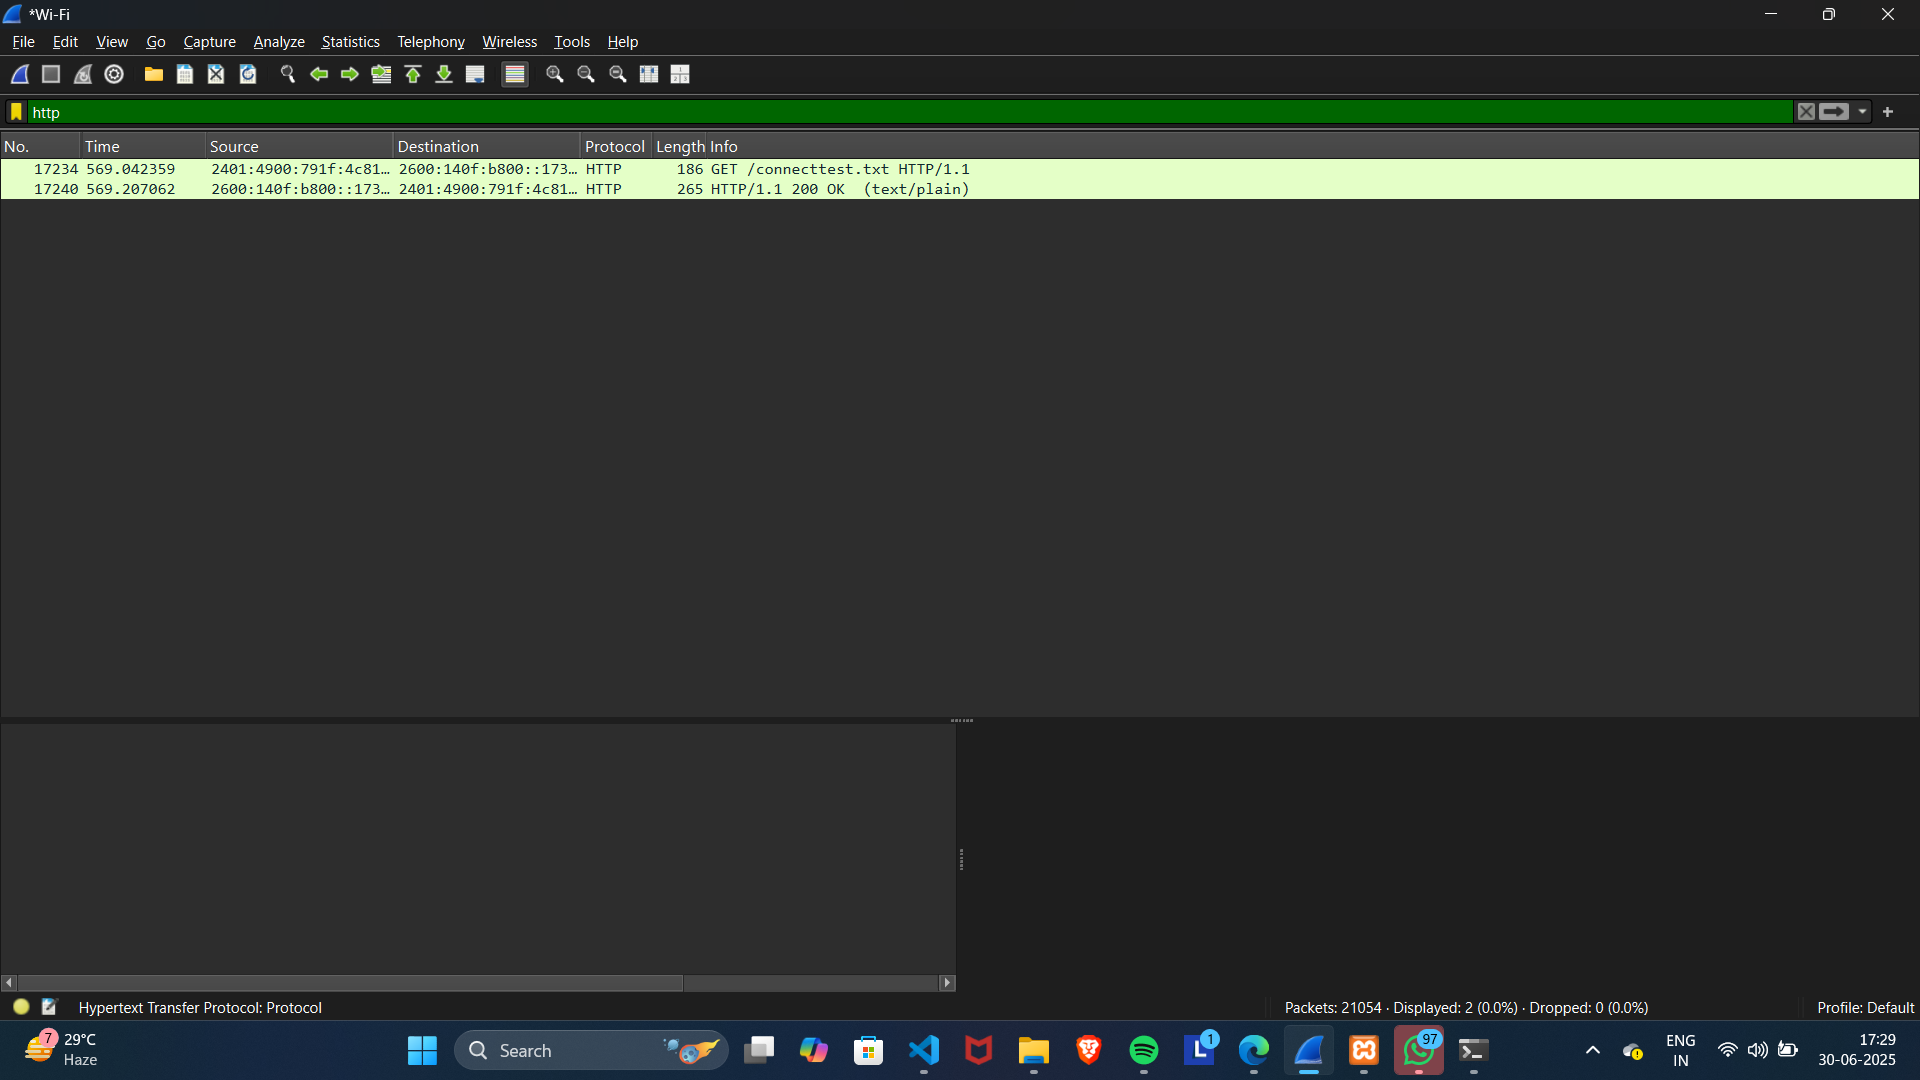 *Wi-Fi
File Edit View Go Capture Analyze Statistics Telephony Wireless Tools Help
http
No. Time Source Destination Protocol Length Info
17234 569.042359 2401:4900:791f:4c81… 2600:140f:b800::173… HTTP 186 GET /connecttest.txt HTTP/1.1
17240 569.207062 2600:140f:b800::173… 2401:4900:791f:4c81… HTTP 265 HTTP/1.1 200 OK (text/plain)
Hypertext Transfer Protocol: Protocol Packets: 21054 · Displayed: 2 (0.0%) · Dropped: 0 (0.0%) Profile: Default
7 29°C
Haze
Search
L 1
97
ENG
IN
17:29
30-06-2025